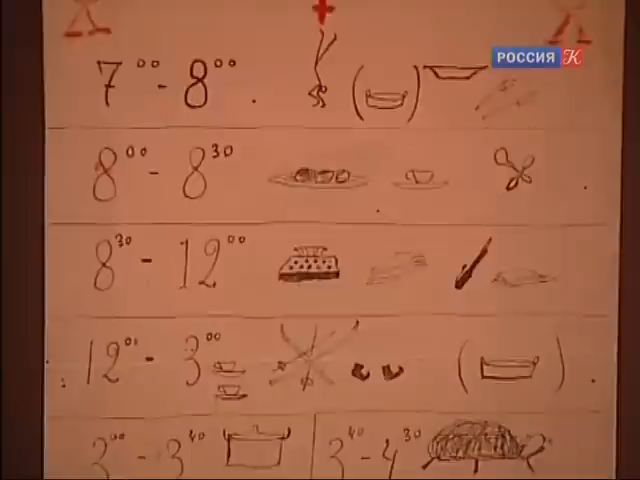 РОССИЯ К
7⁰⁰ - 8⁰⁰.
8⁰⁰ - 8³⁰
8³⁰ - 12⁰⁰
12⁰⁰ - 3⁰⁰
3⁰⁰ - 3⁴⁰ 3⁴⁰ - 4³⁰